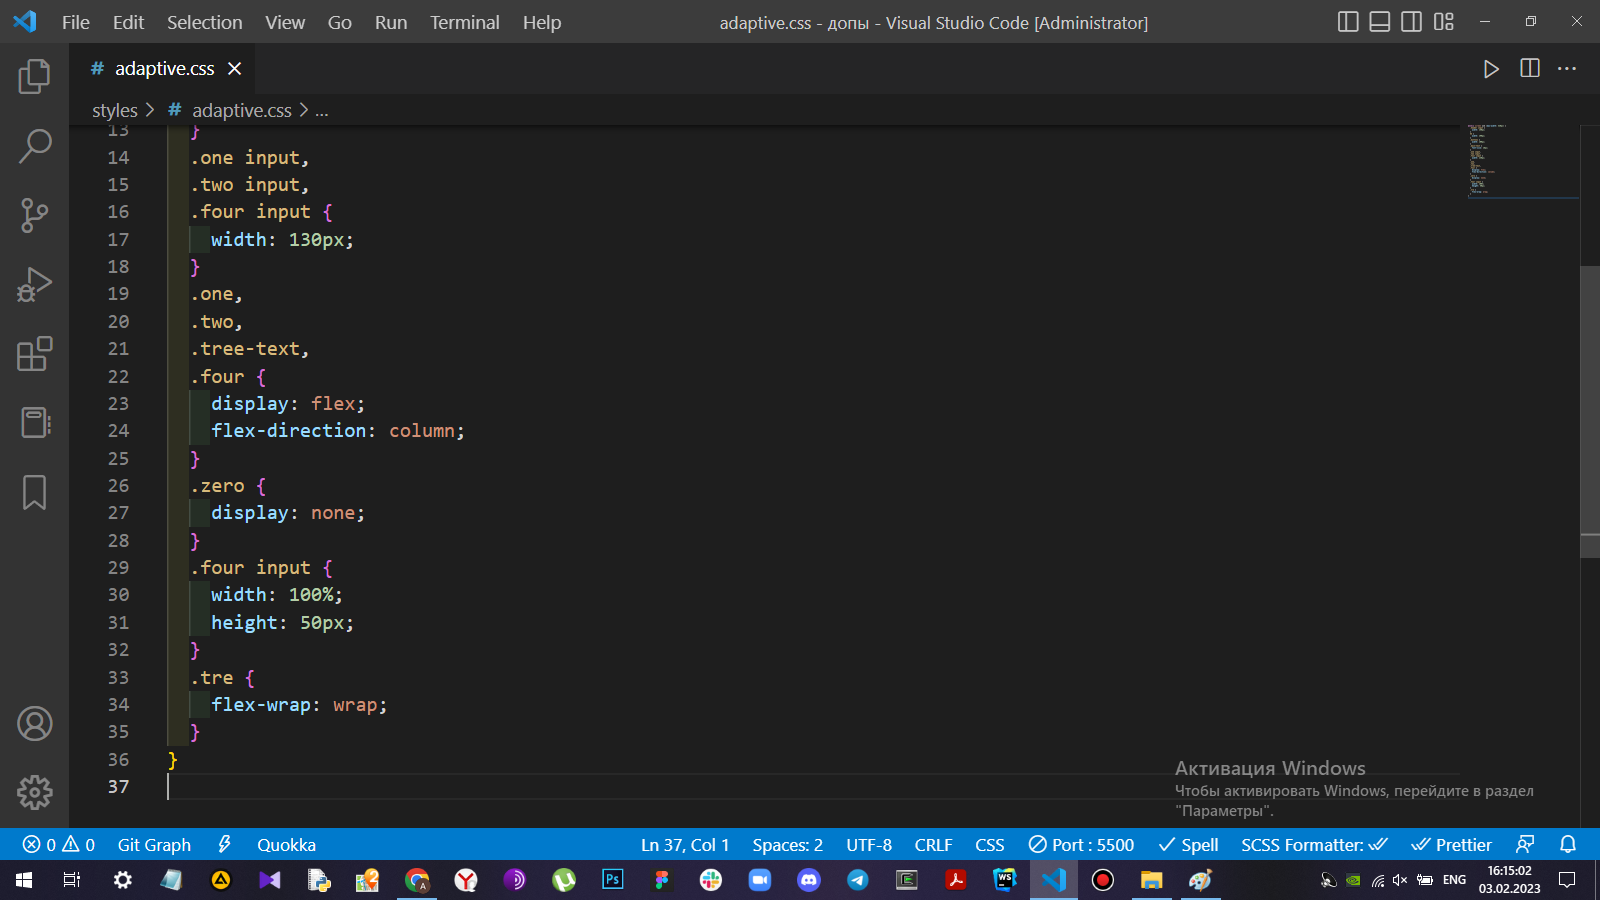 File Edit Selection View Go Run Terminal Help
adaptive.css - допы - Visual Studio Code [Administrator]
# adaptive.css
styles > # adaptive.css > ...
13 }
14 .one input,
15 .two input,
16 .four input {
17 width: 130px;
18 }
19 .one,
20 .two,
21 .tree-text,
22 .four {
23 display: flex;
24 flex-direction: column;
25 }
26 .zero {
27 display: none;
28 }
29 .four input {
30 width: 100%;
31 height: 50px;
32 }
33 .tre {
34 flex-wrap: wrap;
35 }
36 }
37
Активация Windows
Чтобы активировать Windows, перейдите в раздел
"Параметры".
0 0 Git Graph Quokka Ln 37, Col 1 Spaces: 2 UTF-8 CRLF CSS Port : 5500 Spell SCSS Formatter: Prettier
Ps WS ENG
16:15:02
03.02.2023